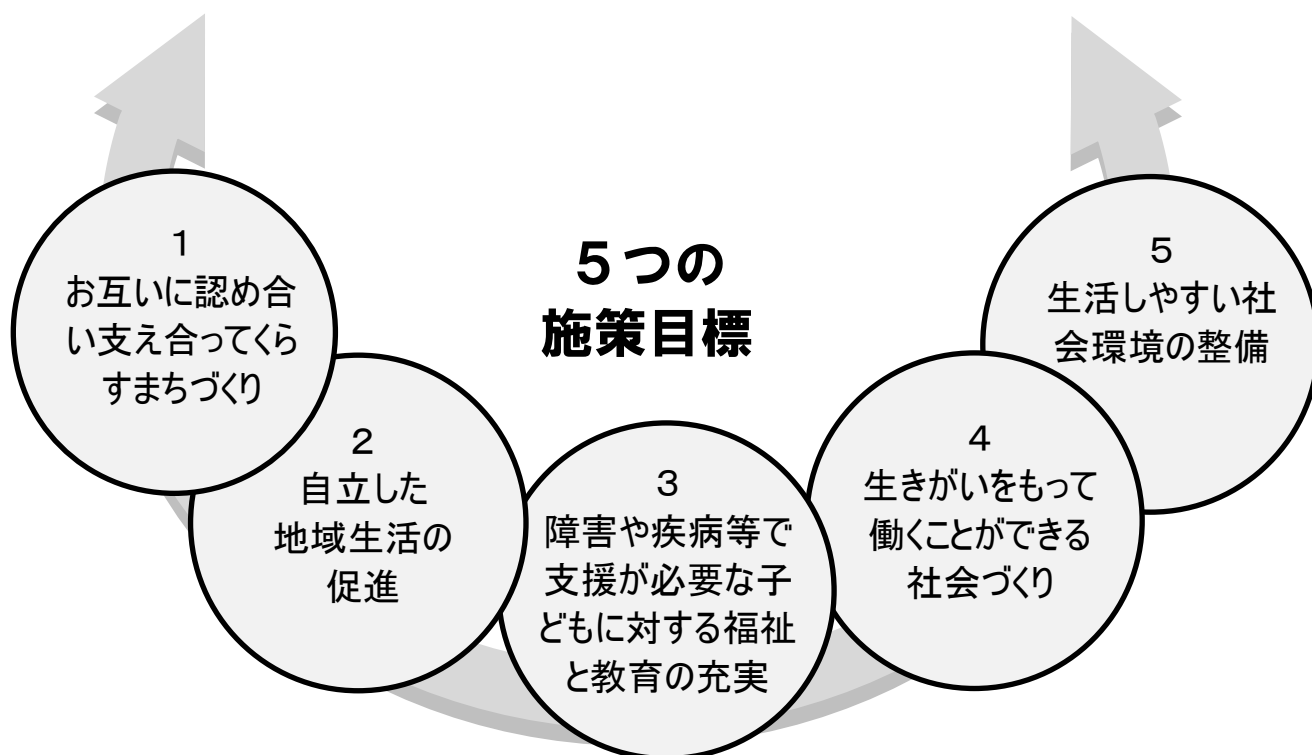 ５つの
施策目標
1
お互いに認め合
い支え合ってくら
すまちづくり
2
自立した
地域生活の
促進
3
障害や疾病等で
支援が必要な子
どもに対する福祉
と教育の充実
4
生きがいをもって
働くことができる
社会づくり
5
生活しやすい社
会環境の整備